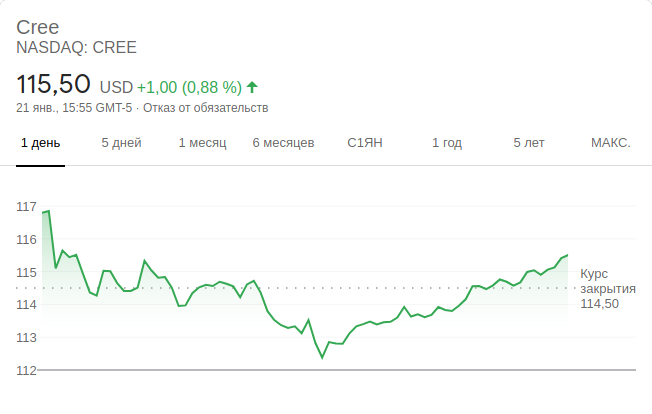 Cree
NASDAQ: CREE
115,50 USD +1,00 (0,88 %)
21 янв., 15:55 GMT-5 · Отказ от обязательств
1 день 5 дней 1 месяц 6 месяцев С1ЯН 1 год 5 лет МАКС.
117
116
115
114
113
112
Курс
закрытия
114,50